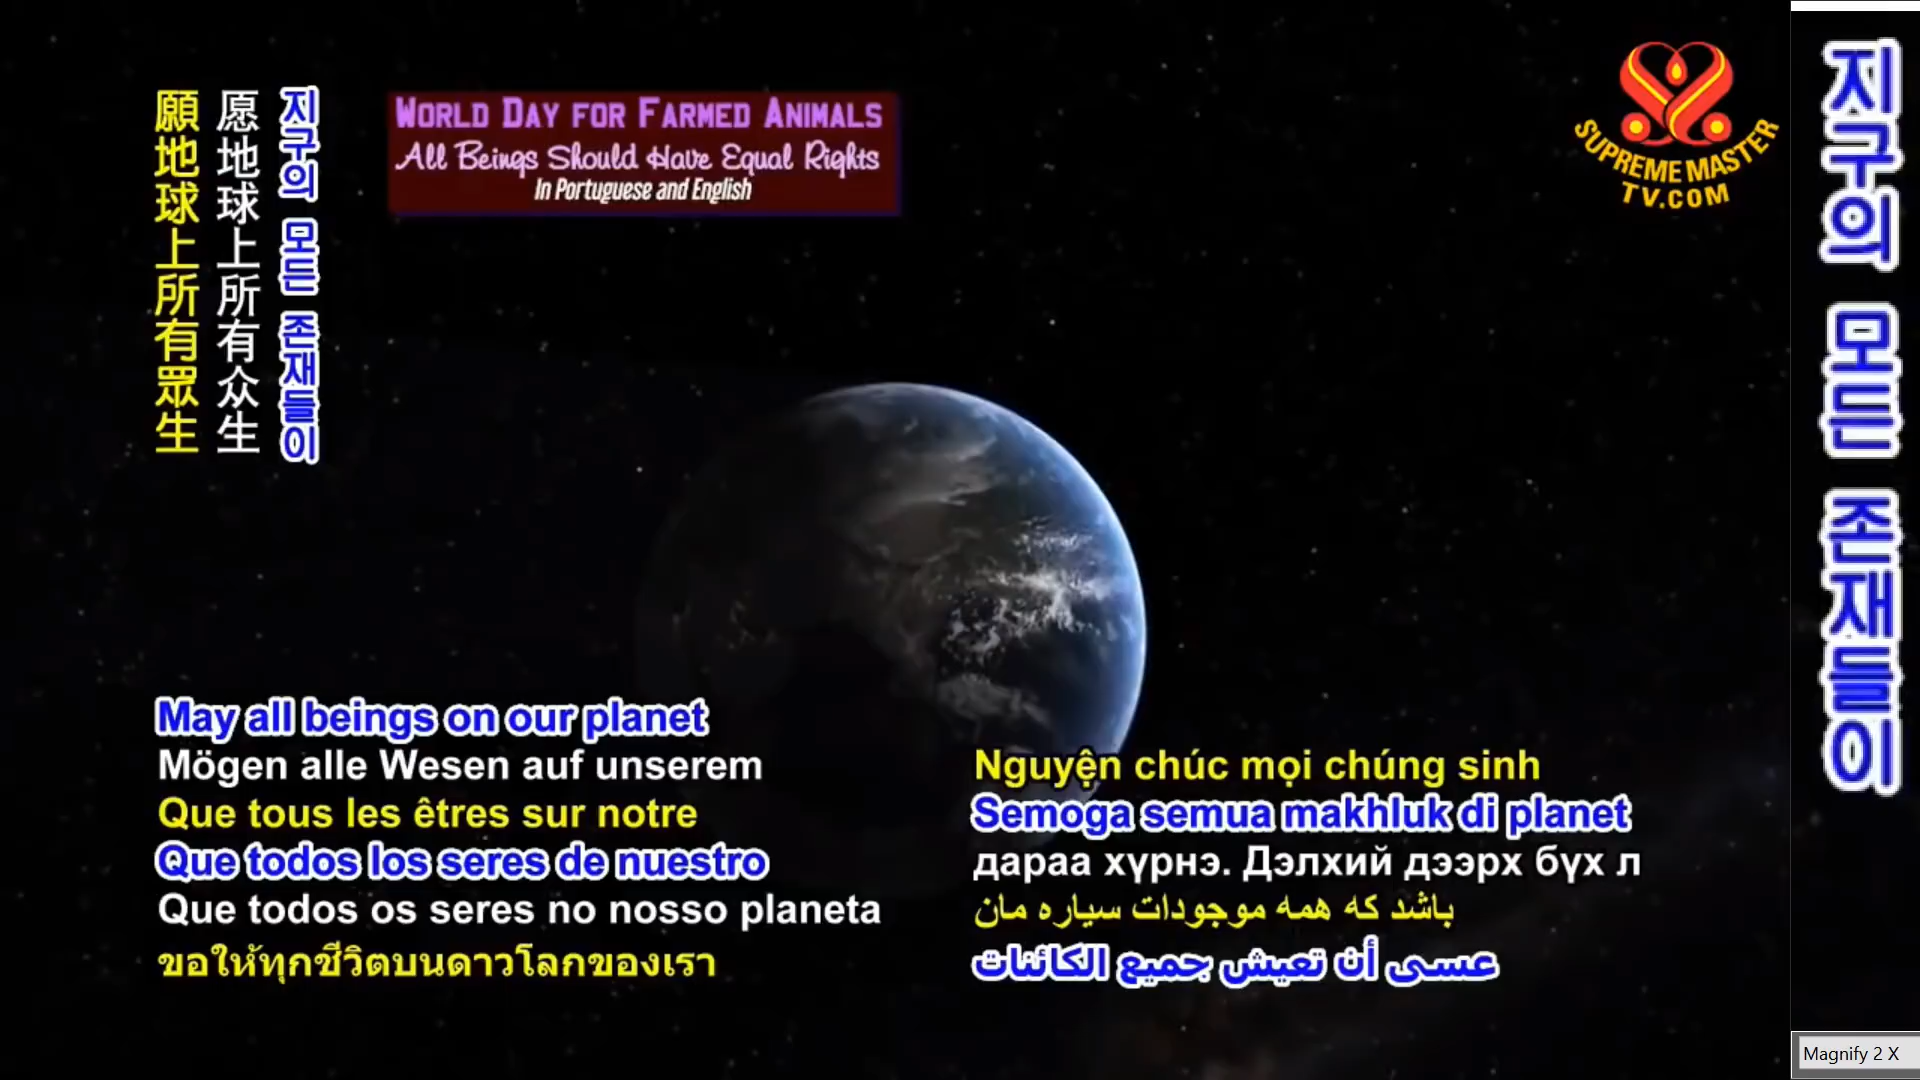 願地球上所有眾生
愿地球上所有众生
지구의 모든 존재들이
WORLD DAY FOR FARMED ANIMALS
All Beings Should Have Equal Rights
In Portuguese and English
SUPREME MASTER
TV.COM
지구의 모든 존재들이
May all beings on our planet
Mögen alle Wesen auf unserem
Que tous les êtres sur notre
Que todos los seres de nuestro
Que todos os seres no nosso planeta
ขอให้ทุกชีวิตบนดาวโลกของเรา
Nguyện chúc mọi chúng sinh
Semoga semua makhluk di planet
дараа хүрнэ. Дэлхий дээрх бүх л
باشد که همه موجودات سیاره مان
عسى أن تعيش جميع الكائنات
Magnify 2 X